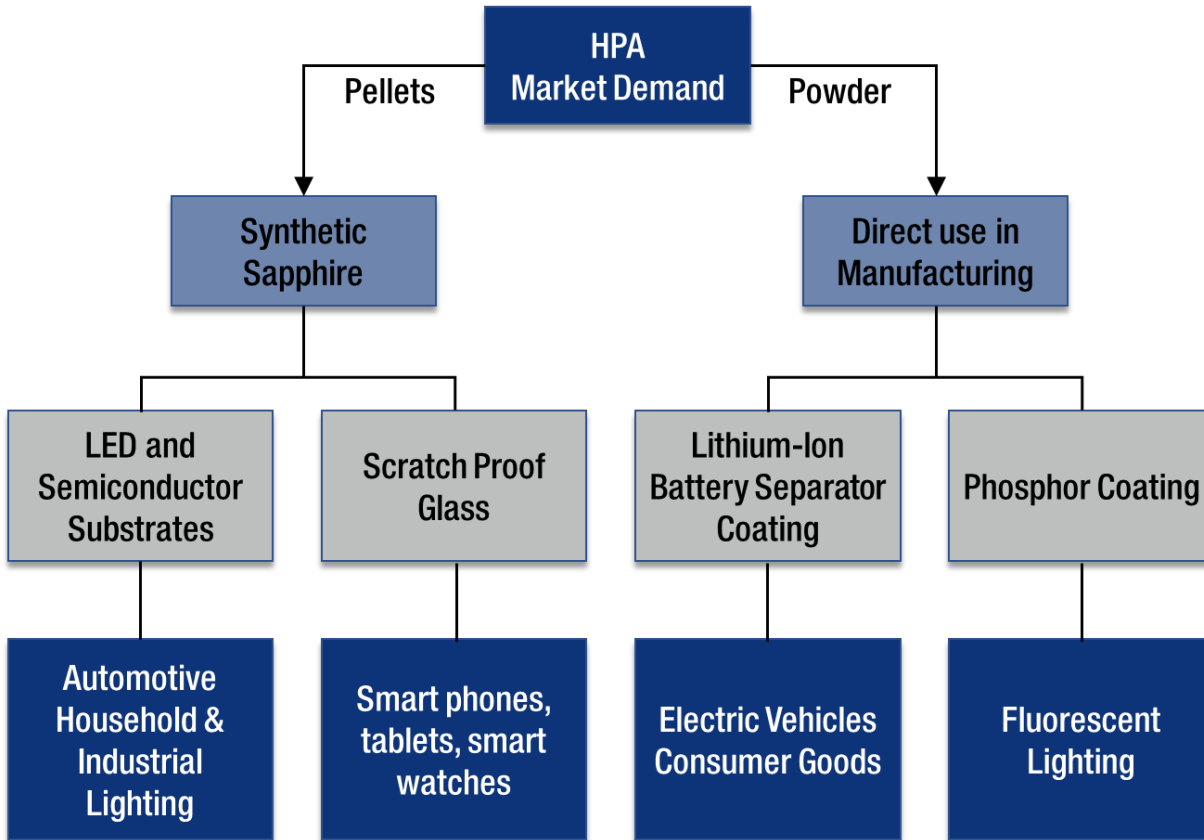 HPA
Market Demand
Pellets
Powder
Synthetic
Sapphire
Direct use in
Manufacturing
LED and
Semiconductor
Substrates
Scratch Proof
Glass
Lithium-Ion
Battery Separator
Coating
Phosphor Coating
Automotive
Household &
Industrial
Lighting
Smart phones,
tablets, smart
watches
Electric Vehicles
Consumer Goods
Fluorescent
Lighting